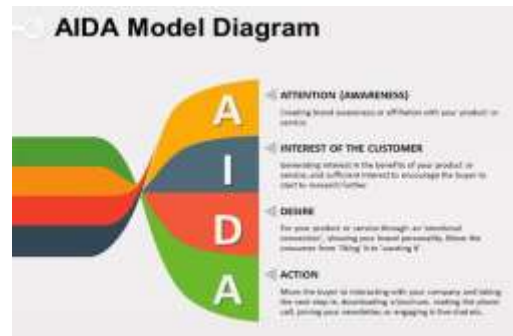 AIDA Model Diagram
A
ATTENTION (AWARENESS)
Creating brand awareness or affiliation with your product or
service.
I
INTEREST OF THE CUSTOMER
Generating interest in the benefits of your product or
service, and sufficient interest to encourage the buyer to
start to research further
D
DESIRE
For your product or service through an 'emotional
connection', showing your brand personality. Move the
consumer from 'liking' it to 'wanting it'
A
ACTION
Move the buyer to interacting with your company and taking
the next step ie. downloading a brochure, making the phone
call, joining your newsletter, or engaging in live chat etc.